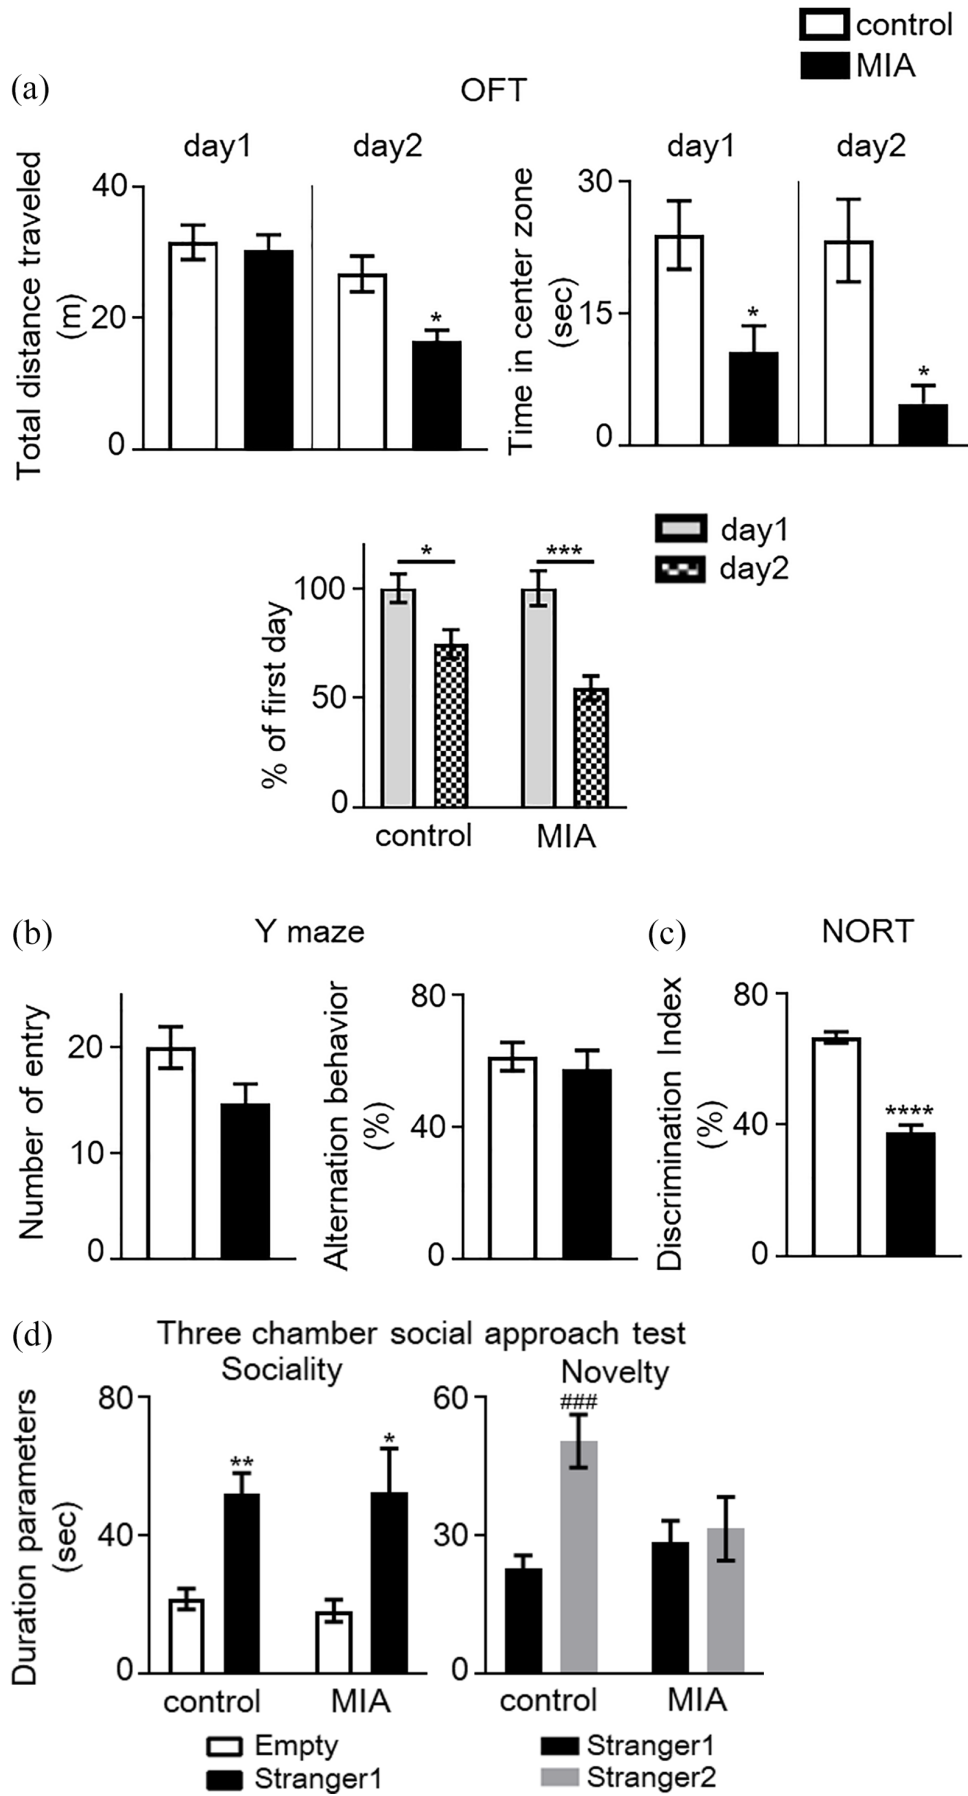 control
MIA
(a)
OFT
day1
day2
day1
day2
Total distance traveled
(m)
40
20
0
*
Time in center zone
(sec)
30
15
0
*
*
day1
day2
% of first day
100
50
0
*
***
control
MIA
(b)
Y maze
(c)
NORT
Number of entry
20
10
0
Alternation behavior
(%)
80
40
0
Discrimination Index
(%)
80
40
0
****
(d)
Three chamber social approach test
Sociality
Novelty
Duration parameters
(sec)
80
40
0
**
*
60
30
0
###
control
MIA
control
MIA
Empty
Stranger1
Stranger1
Stranger2